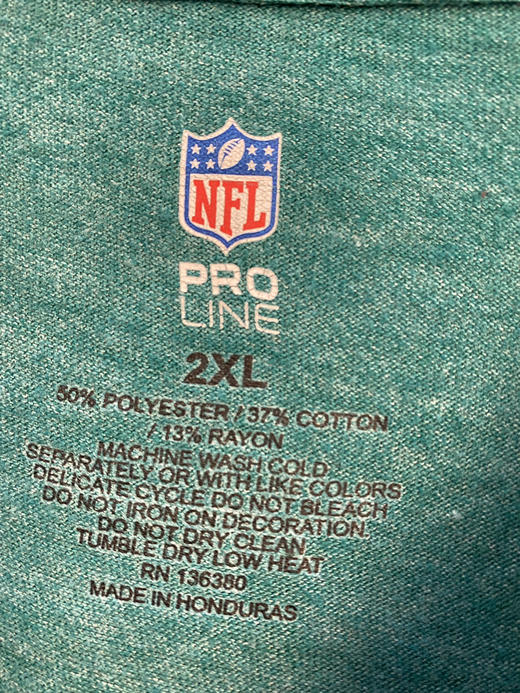 NFL
PRO
LINE
2XL
50% POLYESTER / 37% COTTON
/ 13% RAYON
MACHINE WASH COLD
SEPARATELY OR WITH LIKE COLORS
DELICATE CYCLE DO NOT BLEACH
DO NOT IRON ON DECORATION.
DO NOT DRY CLEAN
TUMBLE DRY LOW HEAT
RN 136380
MADE IN HONDURAS